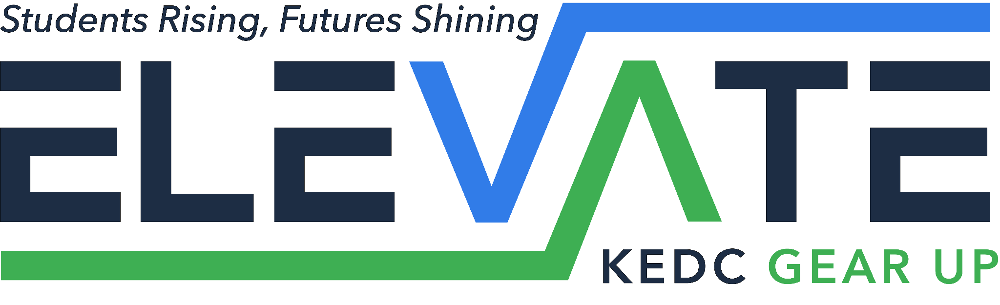 Students Rising, Futures Shining
ELEVATE
KEDC GEAR UP